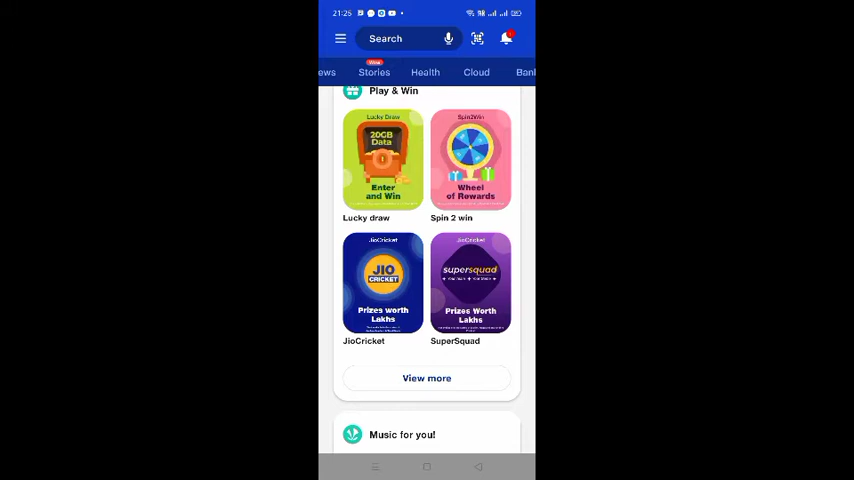 21:25
Search
ews
New
Stories
Health
Cloud
Ban
Play & Win
Lucky Draw
20GB
Data
Enter
and Win
Lucky draw
Spin2Win
Wheel
of Rewards
Spin 2 win
JioCricket
JIO
CRICKET
Prizes worth
Lakhs
JioCricket
JioCricket
supersquad
Prizes Worth
Lakhs
SuperSquad
View more
Music for you!